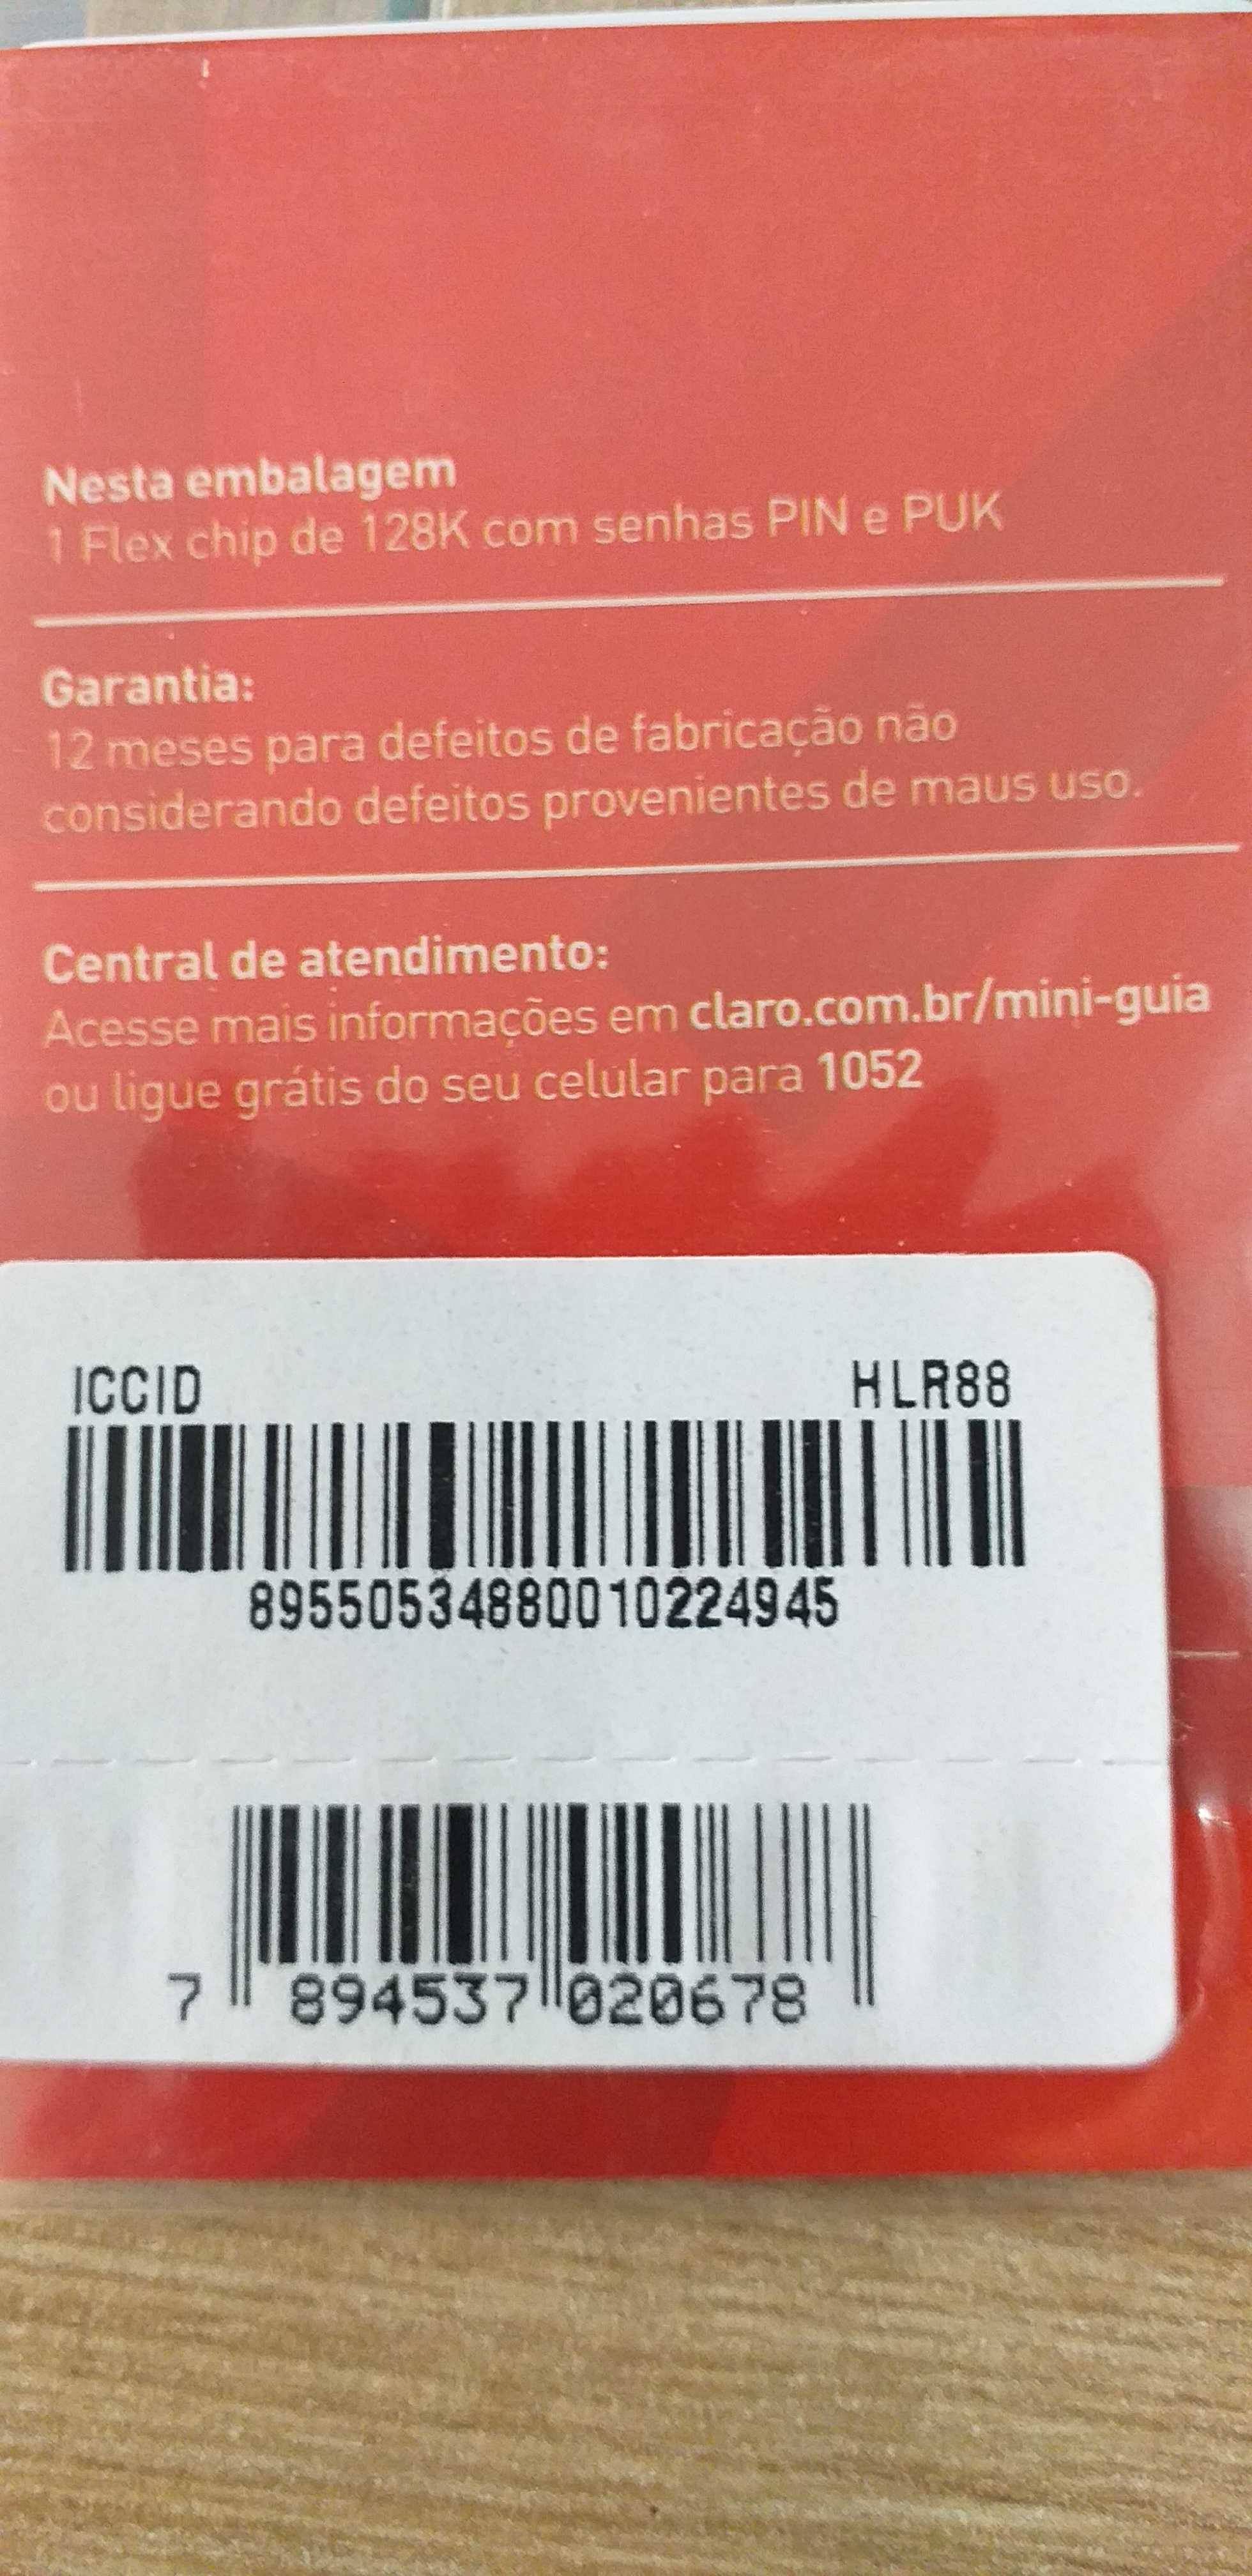 Nesta embalagem
1 Flex chip de 128K com senhas PIN e PUK
Garantia:
12 meses para defeitos de fabricação não
considerando defeitos provenientes de maus uso.
Central de atendimento:
Acesse mais informações em claro.com.br/mini-guia
ou ligue grátis do seu celular para 1052
ICCID HLR88
89550534880010224945
7 894537 020678